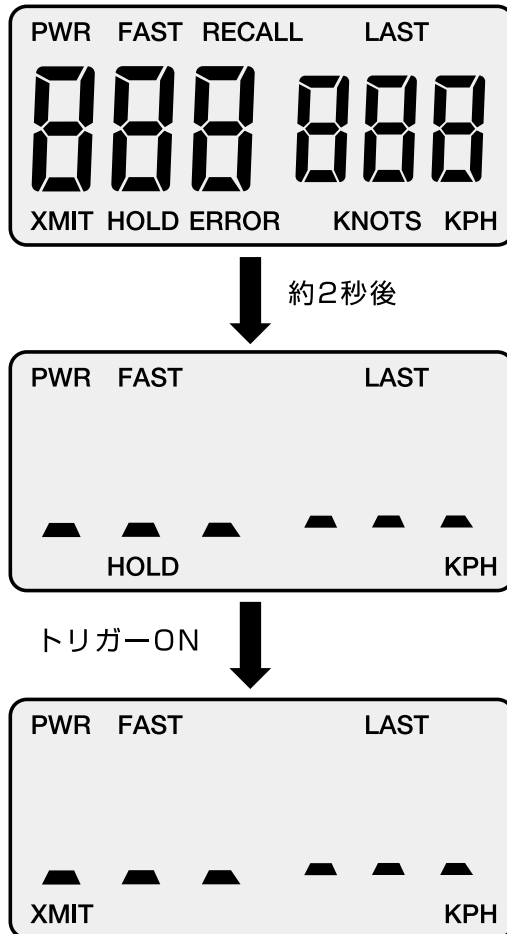 PWR FAST RECALL LAST
888 888
XMIT HOLD ERROR KNOTS KPH
約2秒後
PWR FAST LAST
- - - - - -
HOLD KPH
トリガーON
PWR FAST LAST
- - - - - -
XMIT KPH